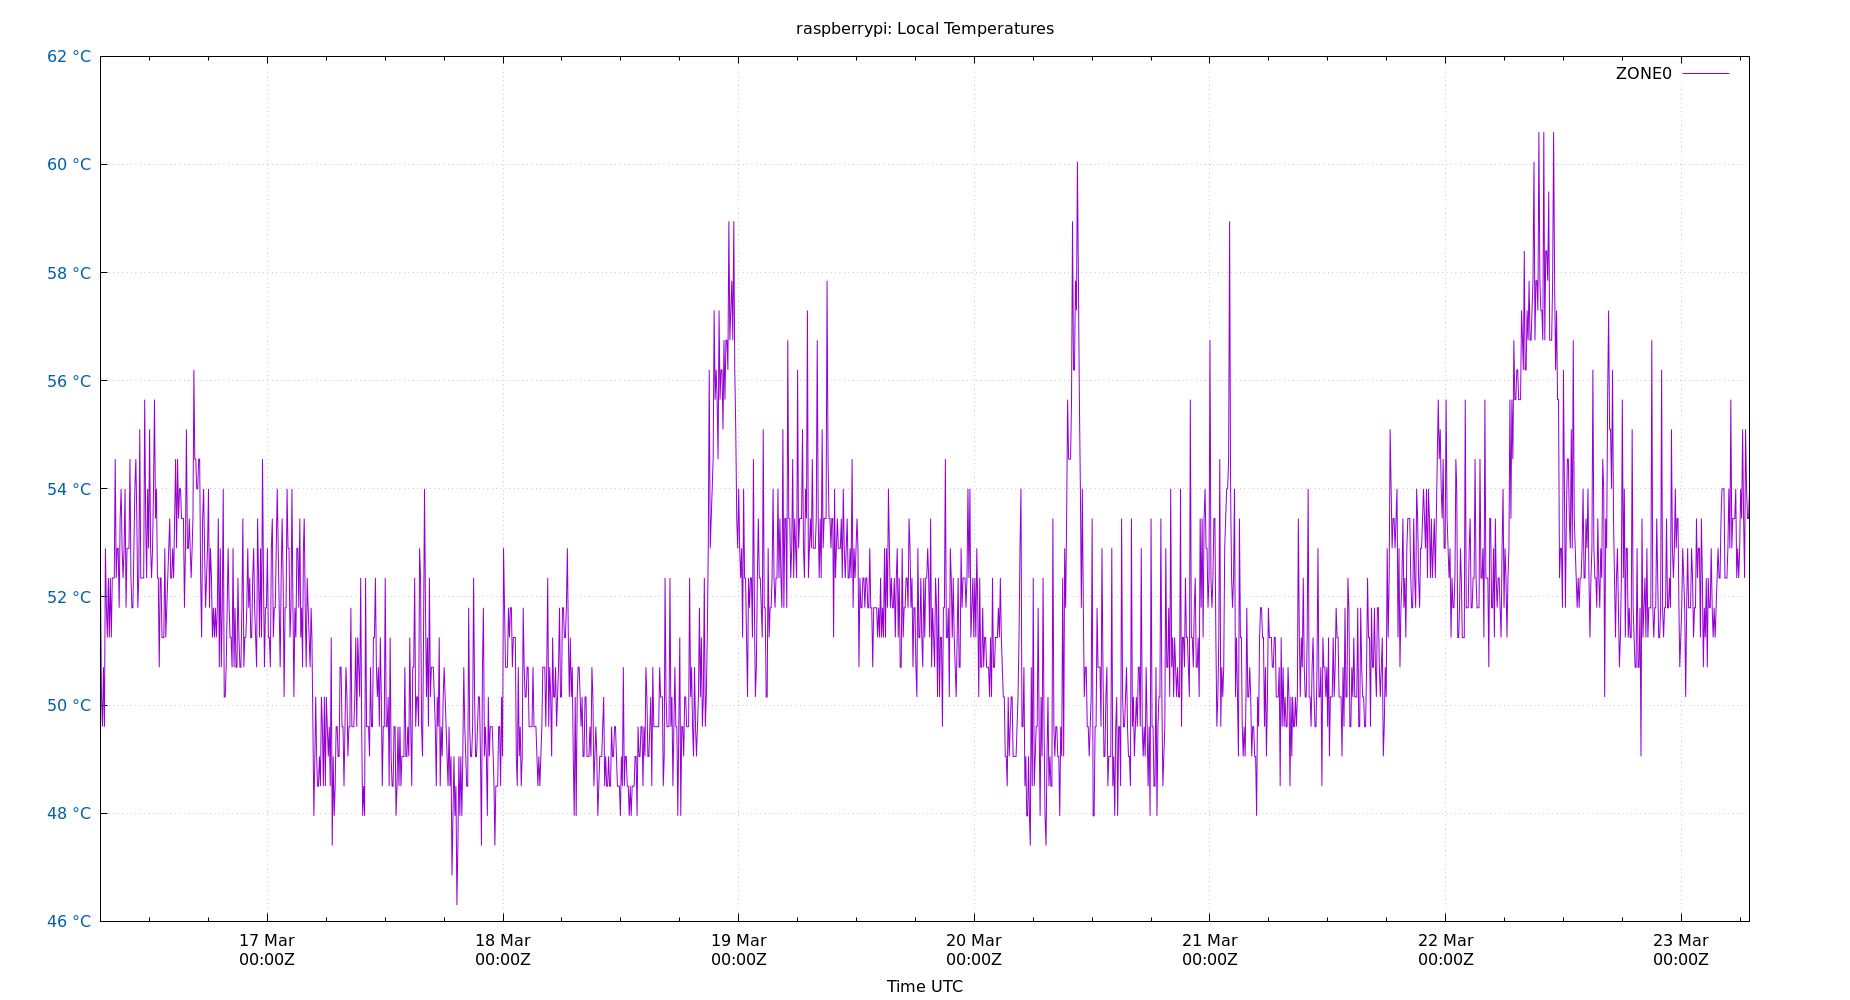 raspberrypi: Local Temperatures
62 °C
ZONE0
60 °C
58 °C
56 °C
54 °C
52 °C
50 °C
48 °C
46 °C
17 Mar 18 Mar 19 Mar 20 Mar 21 Mar 22 Mar 23 Mar
00:00Z 00:00Z 00:00Z 00:00Z 00:00Z 00:00Z 00:00Z
Time UTC